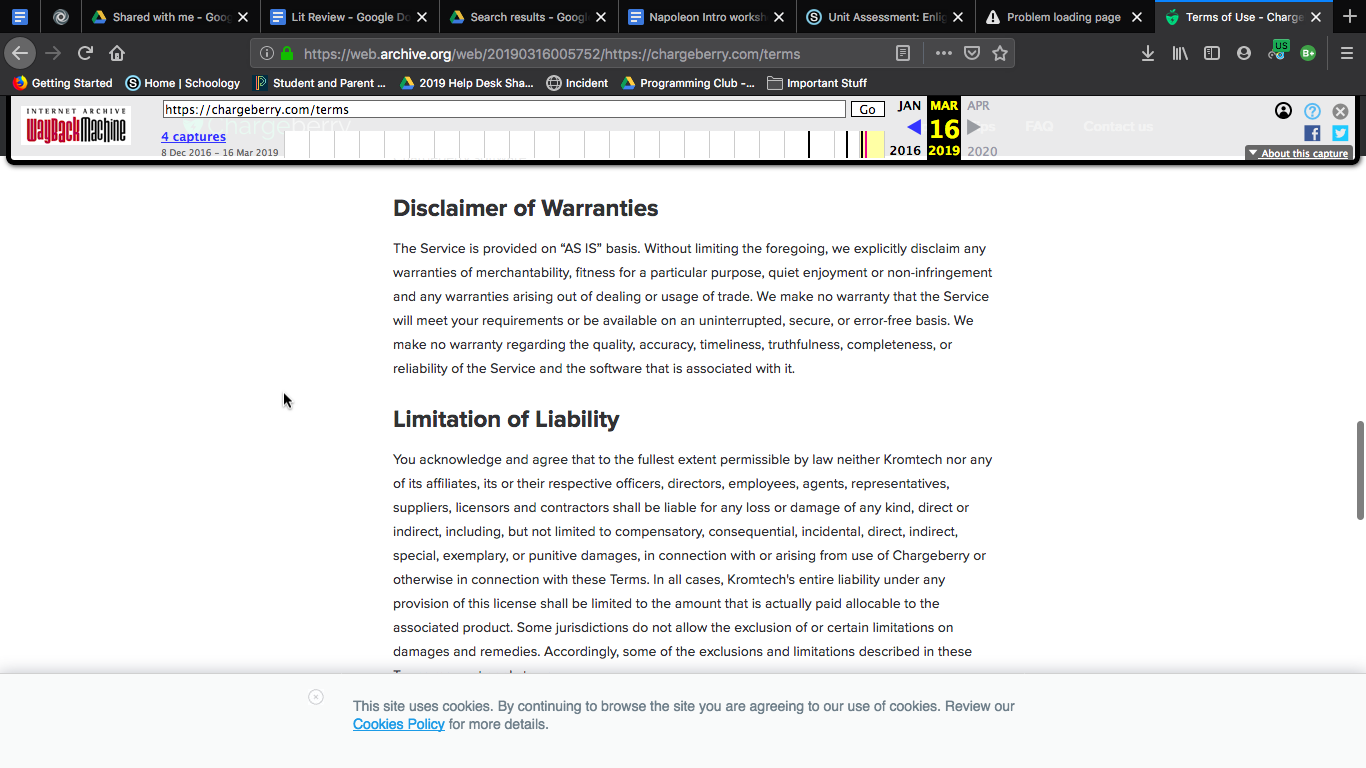 Shared with me - Goo
Lit Review - Google Do
Search results - Googl
Napoleon Intro worksh
Unit Assessment: Enlig
Problem loading page
Terms of Use - Charge
https://web.archive.org/web/20190316005752/https://chargeberry.com/terms
US
B+
Getting Started
Home | Schoology
Student and Parent ...
2019 Help Desk Sha...
Incident
Programming Club -...
Important Stuff
INTERNET ARCHIVE
WayBackMachine
https://chargeberry.com/terms
Go
4 captures
8 Dec 2016 - 16 Mar 2019
JAN
MAR
APR
16
2016
2019
2020
FAQ
Contact us
About this capture
Disclaimer of Warranties
The Service is provided on “AS IS” basis. Without limiting the foregoing, we explicitly disclaim any
warranties of merchantability, fitness for a particular purpose, quiet enjoyment or non-infringement
and any warranties arising out of dealing or usage of trade. We make no warranty that the Service
will meet your requirements or be available on an uninterrupted, secure, or error-free basis. We
make no warranty regarding the quality, accuracy, timeliness, truthfulness, completeness, or
reliability of the Service and the software that is associated with it.
Limitation of Liability
You acknowledge and agree that to the fullest extent permissible by law neither Kromtech nor any
of its affiliates, its or their respective officers, directors, employees, agents, representatives,
suppliers, licensors and contractors shall be liable for any loss or damage of any kind, direct or
indirect, including, but not limited to compensatory, consequential, incidental, direct, indirect,
special, exemplary, or punitive damages, in connection with or arising from use of Chargeberry or
otherwise in connection with these Terms. In all cases, Kromtech's entire liability under any
provision of this license shall be limited to the amount that is actually paid allocable to the
associated product. Some jurisdictions do not allow the exclusion of or certain limitations on
damages and remedies. Accordingly, some of the exclusions and limitations described in these
This site uses cookies. By continuing to browse the site you are agreeing to our use of cookies. Review our
Cookies Policy for more details.